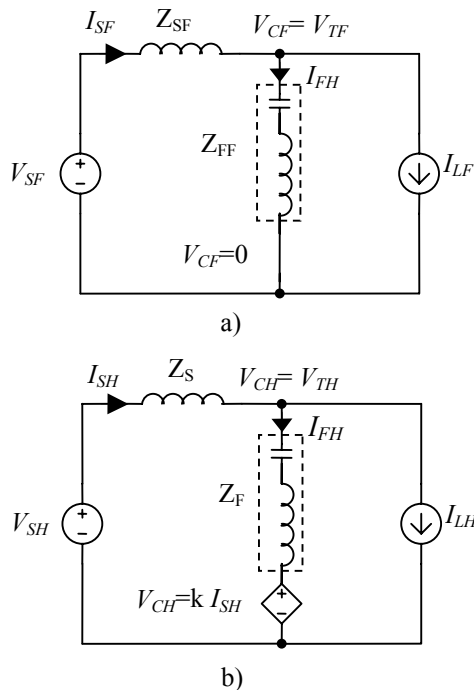 I_SF Z_SF V_CF= V_TF
I_FH
Z_FF
V_SF + - I_LF
V_CF=0
a)
I_SH Z_S V_CH= V_TH
I_FH
Z_F
V_SH + - I_LH
V_CH=k I_SH + -
b)